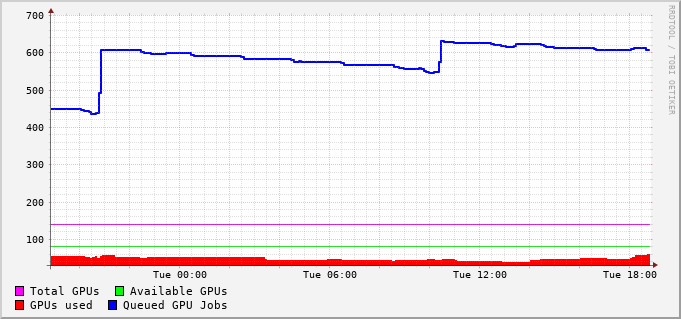 700
600
500
400
300
200
100
Tue 00:00 Tue 06:00 Tue 12:00 Tue 18:00
Total GPUs Available GPUs
GPUs used Queued GPU Jobs
RRDTOOL / TOBI OETIKER